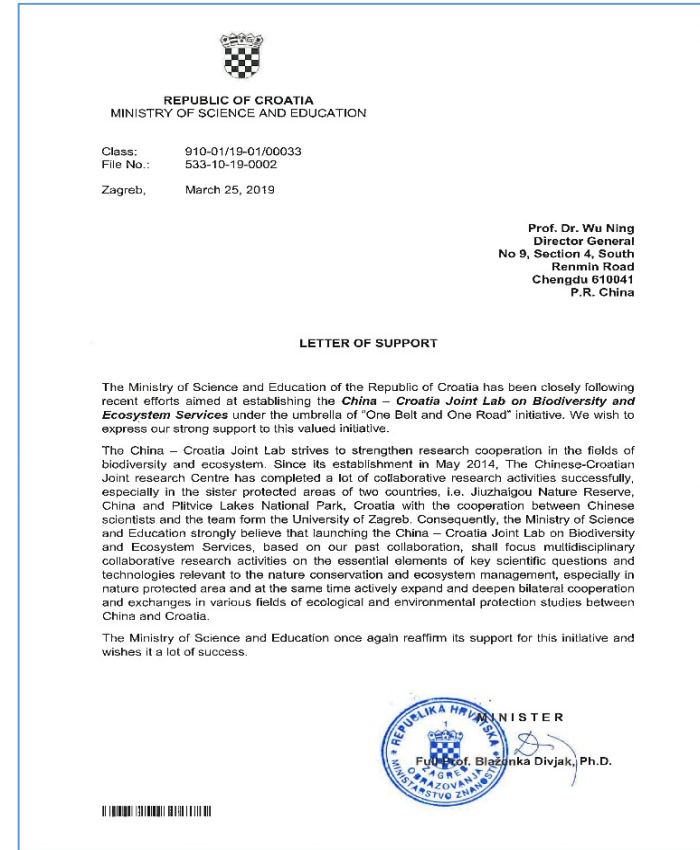 REPUBLIC OF CROATIA
MINISTRY OF SCIENCE AND EDUCATION
Class: 910-01/19-01/00033
File No.: 533-10-19-0002
Zagreb, March 25, 2019
Prof. Dr. Wu Ning
Director General
No 9, Section 4, South
Renmin Road
Chengdu 610041
P.R. China
LETTER OF SUPPORT
The Ministry of Science and Education of the Republic of Croatia has been closely following
recent efforts aimed at establishing the China – Croatia Joint Lab on Biodiversity and
Ecosystem Services under the umbrella of "One Belt and One Road" initiative. We wish to
express our strong support to this valued initiative.
The China – Croatia Joint Lab strives to strengthen research cooperation in the fields of
biodiversity and ecosystem. Since its establishment in May 2014, The Chinese-Croatian
Joint research Centre has completed a lot of collaborative research activities successfully,
especially in the sister protected areas of two countries, i.e. Jiuzhaigou Nature Reserve,
China and Plitvice Lakes National Park, Croatia with the cooperation between Chinese
scientists and the team form the University of Zagreb. Consequently, the Ministry of Science
and Education strongly believe that launching the China – Croatia Joint Lab on Biodiversity
and Ecosystem Services, based on our past collaboration, shall focus multidisciplinary
collaborative research activities on the essential elements of key scientific questions and
technologies relevant to the nature conservation and ecosystem management, especially in
nature protected area and at the same time actively expand and deepen bilateral cooperation
and exchanges in various fields of ecological and environmental protection studies between
China and Croatia.
The Ministry of Science and Education once again reaffirm its support for this initiative and
wishes it a lot of success.
MINISTER
Full Prof. Blaženka Divjak, Ph.D.
REPUBLIKA HRVATSKA
1
MINISTARSTVO ZNANOSTI
OBRAZOVANJA
ZAGREB